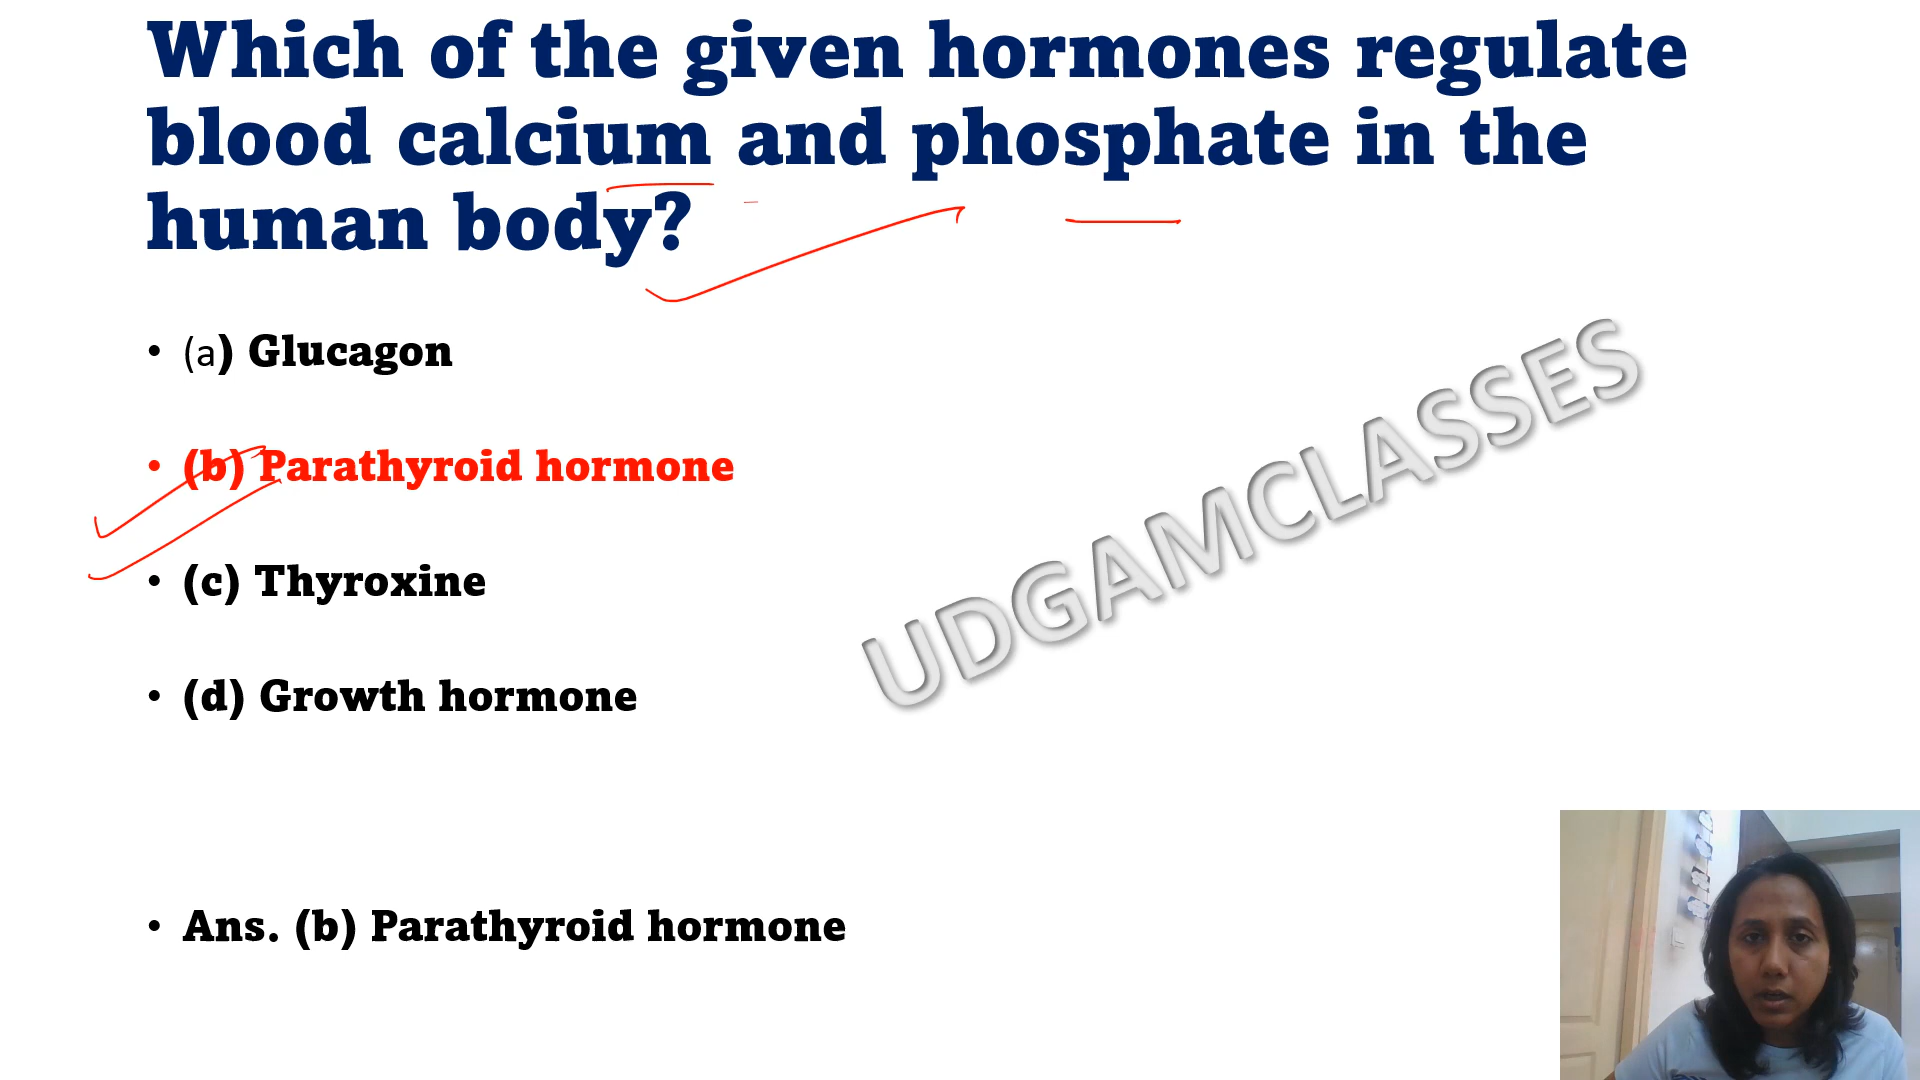 Which of the given hormones regulate
blood calcium and phosphate in the
human body?
• (a) Glucagon
• (b) Parathyroid hormone
• (c) Thyroxine
• (d) Growth hormone
UDGAMCLASSES
• Ans. (b) Parathyroid hormone